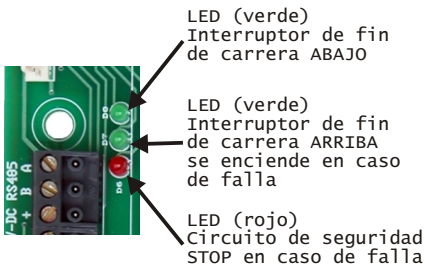 LED (verde)
Interruptor de fin
de carrera ABAJO
LED (verde)
Interruptor de fin
de carrera ARRIBA
se enciende en caso
de falla
LED (rojo)
Circuito de seguridad
STOP en caso de falla
D8
D7
D6
/-DC RS485
+ B A